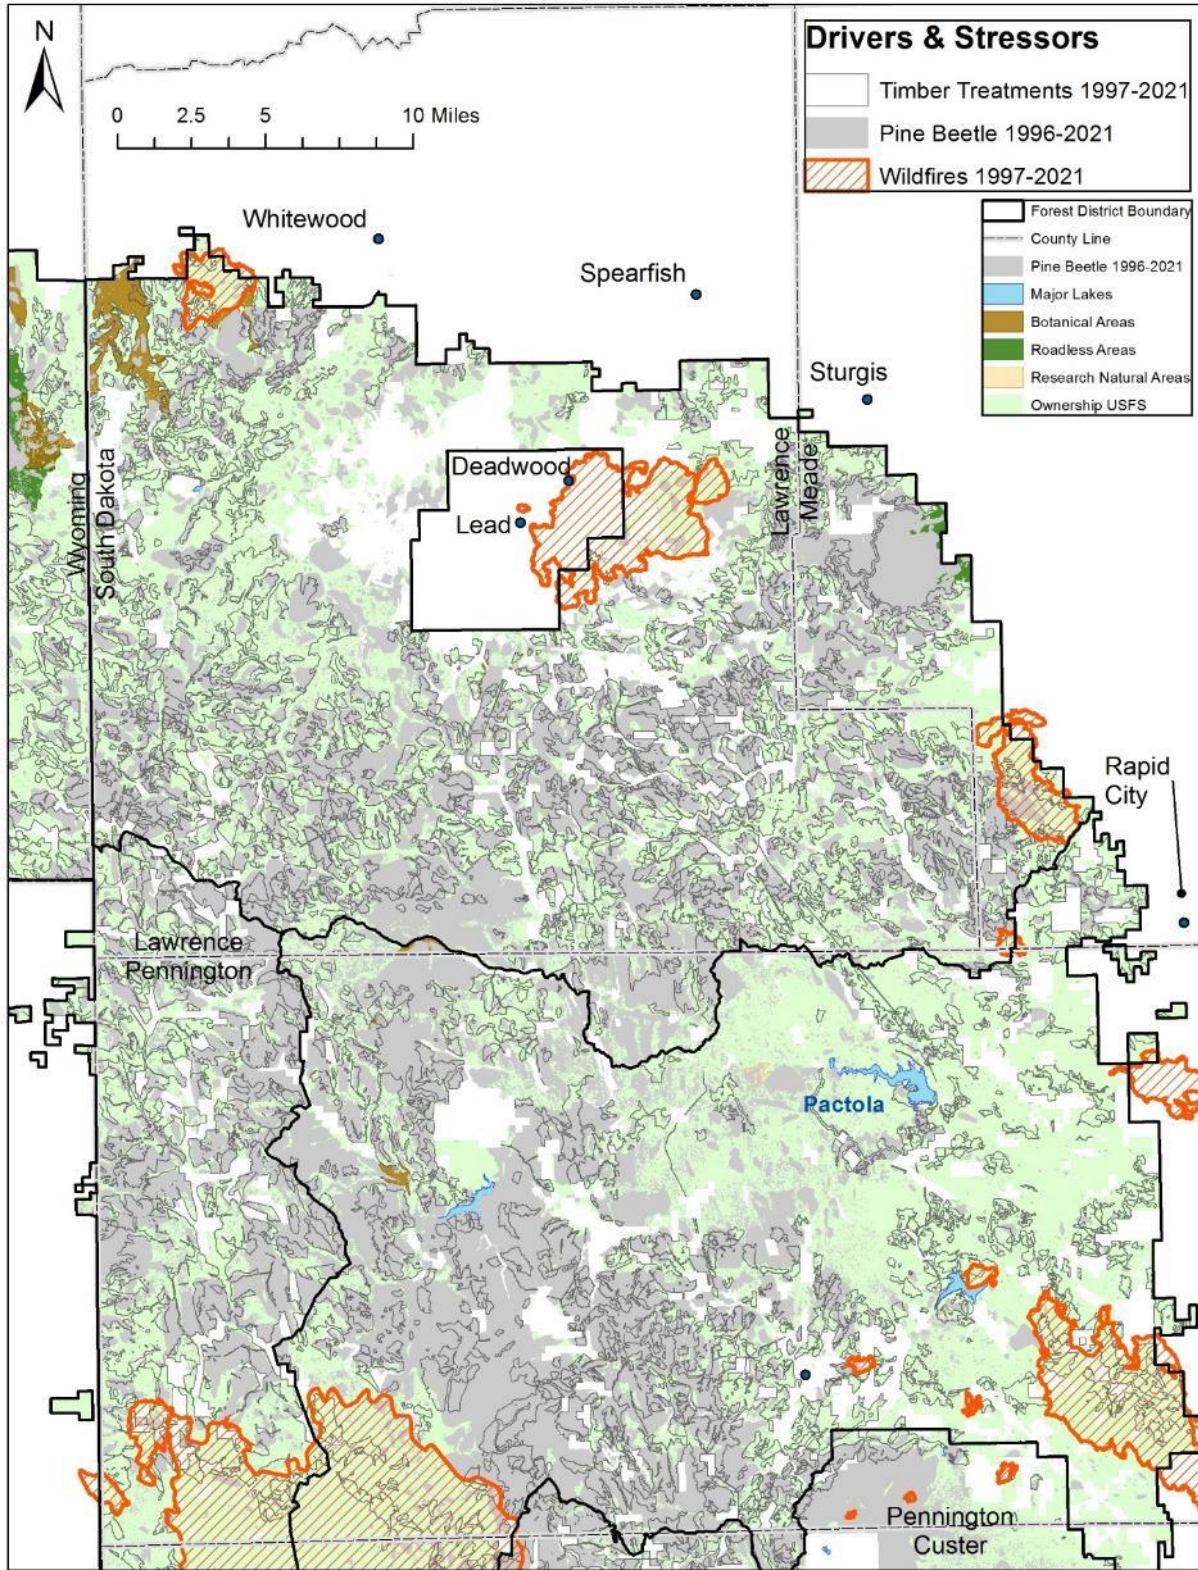 N
0 2.5 5 10 Miles
Drivers & Stressors
Timber Treatments 1997-2021
Pine Beetle 1996-2021
Wildfires 1997-2021
Forest District Boundary
County Line
Pine Beetle 1996-2021
Major Lakes
Botanical Areas
Roadless Areas
Research Natural Areas
Ownership USFS
Whitewood
Spearfish
Sturgis
Deadwood
Lead
Wyoming
South Dakota
Lawrence
Meade
Rapid
City
Lawrence
Pennington
Pactola
Pennington
Custer